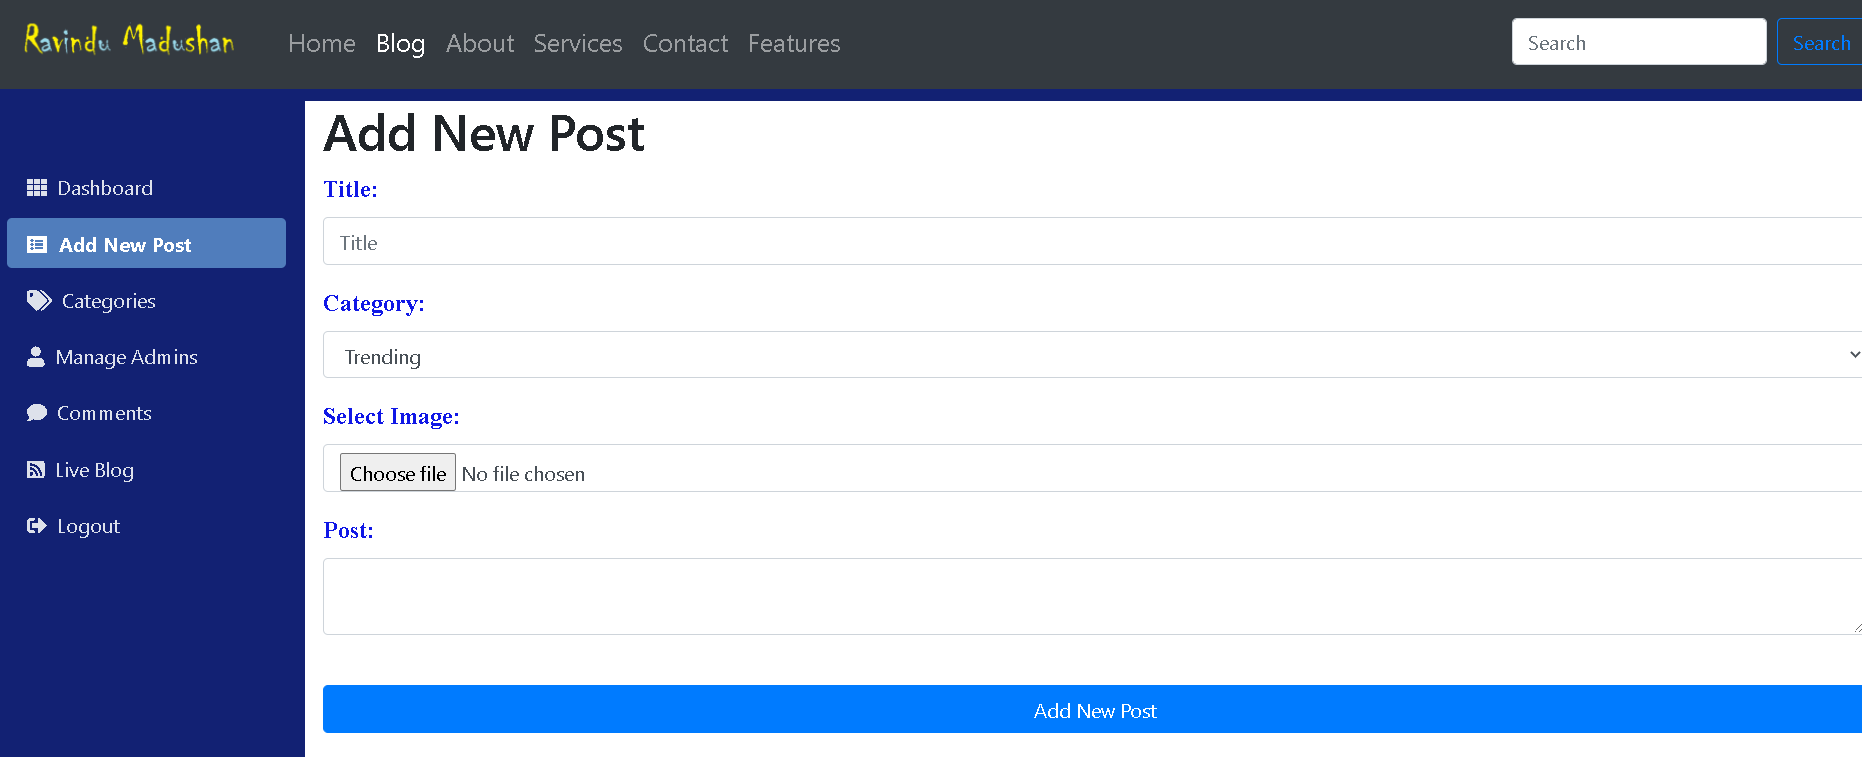 Ravindu Madushan Home Blog About Services Contact Features Search Search
Add New Post
Dashboard
Add New Post
Categories
Manage Admins
Comments
Live Blog
Logout
Title:
Title
Category:
Trending
Select Image:
Choose file No file chosen
Post:
Add New Post